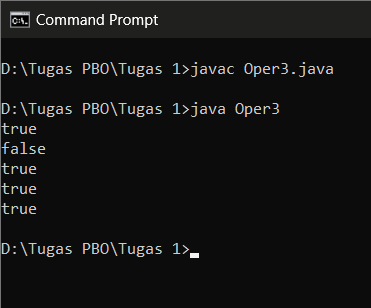 Command Prompt
D:\Tugas PBO\Tugas 1>javac Oper3.java
D:\Tugas PBO\Tugas 1>java Oper3
true
false
true
true
true
D:\Tugas PBO\Tugas 1>